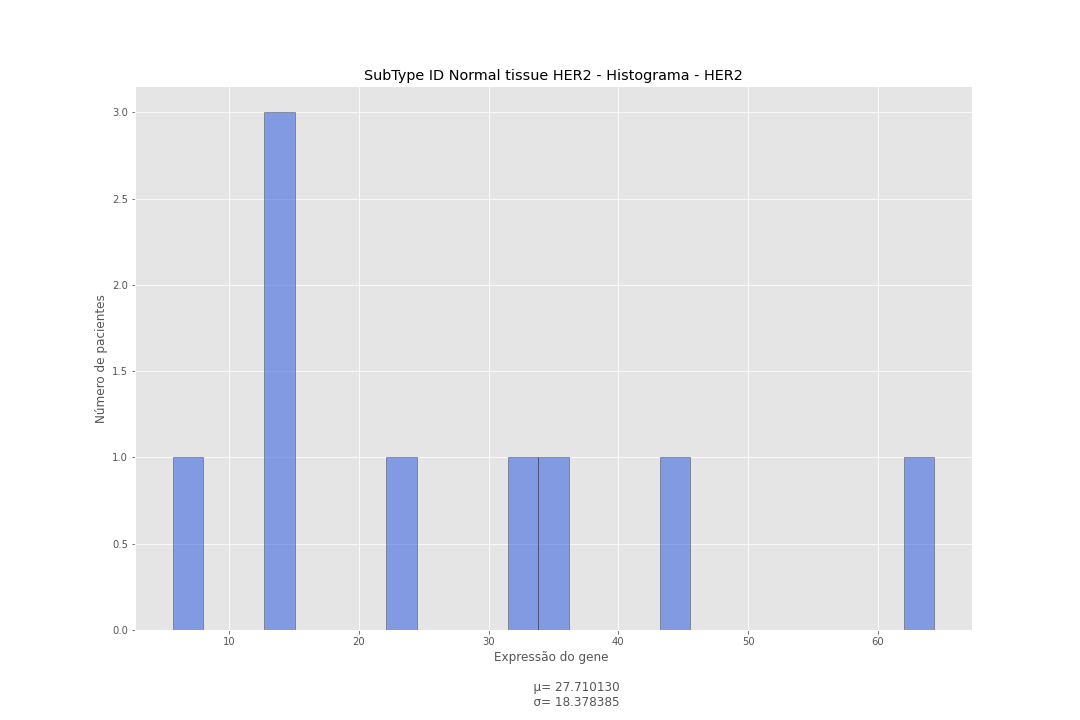 SubType ID Normal tissue HER2 - Histograma - HER2
3.0
2.5
2.0
1.5
1.0
0.5
0.0
Número de pacientes
10 20 30 40 50 60
Expressão do gene
μ= 27.710130
σ= 18.378385